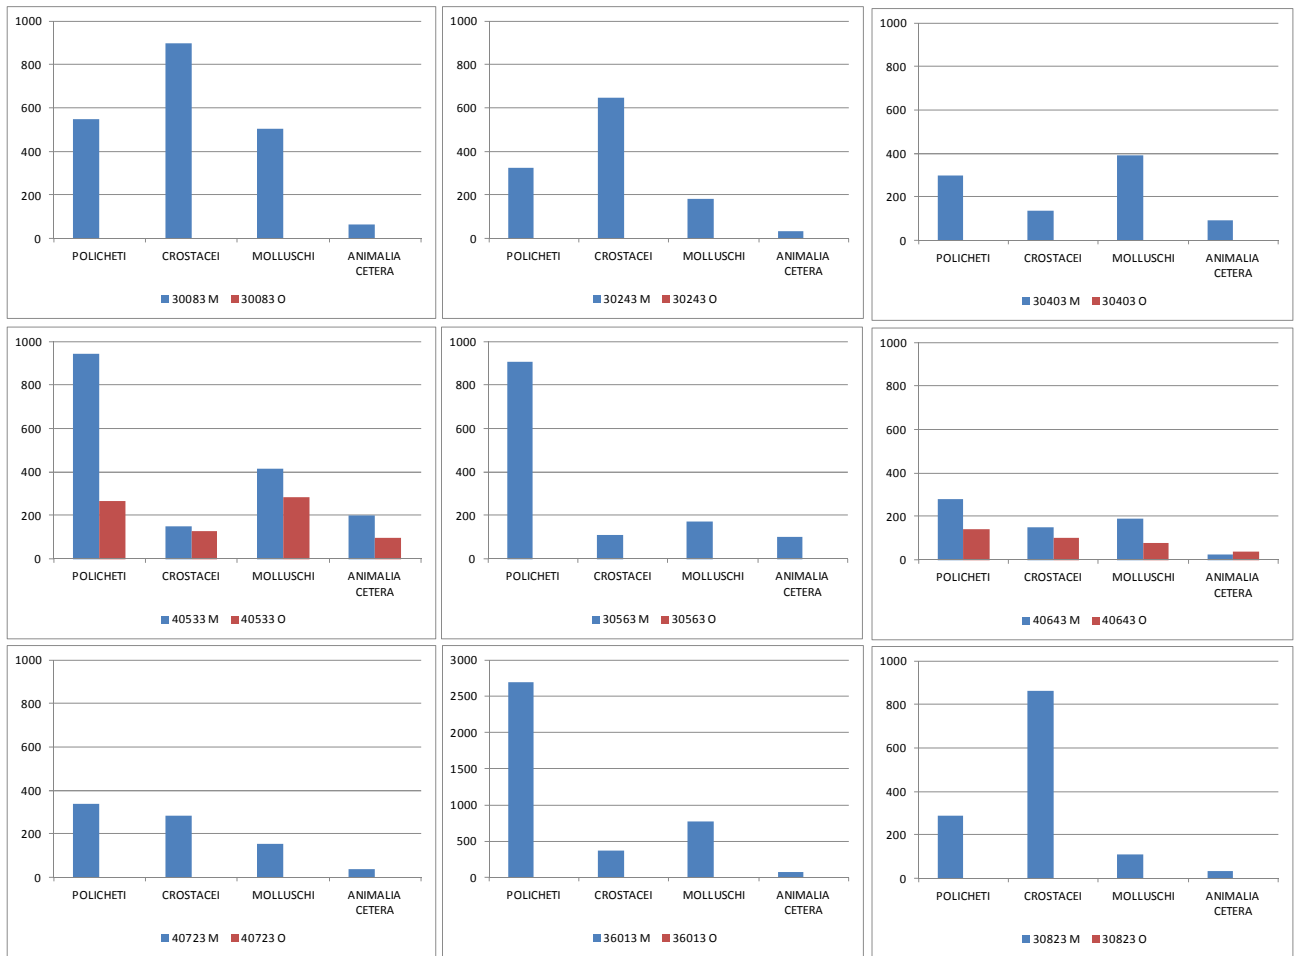 1000
800
600
400
200
0
POLICHETI CROSTACEI MOLLUSCHI ANIMALIA
CETERA
30083 M 30083 O
1000
800
600
400
200
0
POLICHETI CROSTACEI MOLLUSCHI ANIMALIA
CETERA
30243 M 30243 O
1000
800
600
400
200
0
POLICHETI CROSTACEI MOLLUSCHI ANIMALIA
CETERA
30403 M 30403 O
1000
800
600
400
200
0
POLICHETI CROSTACEI MOLLUSCHI ANIMALIA
CETERA
40533 M 40533 O
1000
800
600
400
200
0
POLICHETI CROSTACEI MOLLUSCHI ANIMALIA
CETERA
30563 M 30563 O
1000
800
600
400
200
0
POLICHETI CROSTACEI MOLLUSCHI ANIMALIA
CETERA
40643 M 40643 O
1000
800
600
400
200
0
POLICHETI CROSTACEI MOLLUSCHI ANIMALIA
CETERA
40723 M 40723 O
3000
2500
2000
1500
1000
500
0
POLICHETI CROSTACEI MOLLUSCHI ANIMALIA
CETERA
36013 M 36013 O
1000
800
600
400
200
0
POLICHETI CROSTACEI MOLLUSCHI ANIMALIA
CETERA
30823 M 30823 O